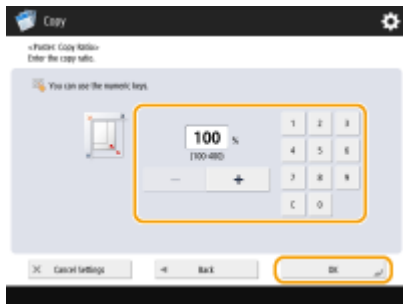 Copy
<Poster: Copy Ratio>
Enter the copy ratio.
You can use the numeric keys.
100 %
(100-400)
1 2 3
4 5 6
7 8 9
C 0
Cancel Settings
Back
OK